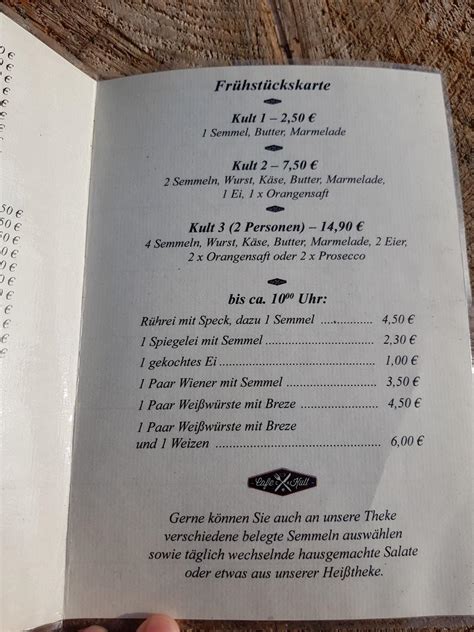 Frühstückskarte
Kult 1 – 2,50 €
1 Semmel, Butter, Marmelade
Kult 2 – 7,50 €
2 Semmeln, Wurst, Käse, Butter, Marmelade,
1 Ei, 1 x Orangensaft
Kult 3 (2 Personen) – 14,90 €
4 Semmeln, Wurst, Käse, Butter, Marmelade, 2 Eier,
2 x Orangensaft oder 2 x Prosecco
bis ca. 10⁰⁰ Uhr:
Rührei mit Speck, dazu 1 Semmel .................... 4,50 €
1 Spiegelei mit Semmel .................... 2,30 €
1 gekochtes Ei .................... 1,00 €
1 Paar Wiener mit Semmel .................... 3,50 €
1 Paar Weißwürste mit Breze .................... 4,50 €
1 Paar Weißwürste mit Breze
und 1 Weizen .................... 6,00 €
Café Kult
Gerne können Sie auch an unsere Theke
verschiedene belegte Semmeln auswählen
sowie täglich wechselnde hausgemachte Salate
oder etwas aus unserer Heißtheke.